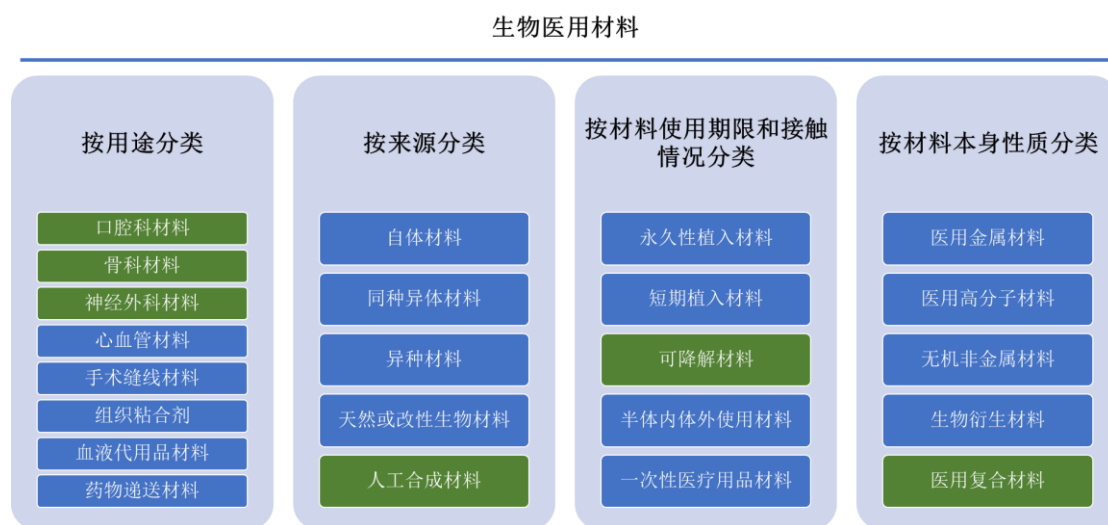 生物医用材料
按用途分类
口腔科材料
骨科材料
神经外科材料
心血管材料
手术缝线材料
组织粘合剂
血液代用品材料
药物递送材料
按来源分类
自体材料
同种异体材料
异种材料
天然或改性生物材料
人工合成材料
按材料使用期限和接触
情况分类
永久性植入材料
短期植入材料
可降解材料
半体内体外使用材料
一次性医疗用品材料
按材料本身性质分类
医用金属材料
医用高分子材料
无机非金属材料
生物衍生材料
医用复合材料